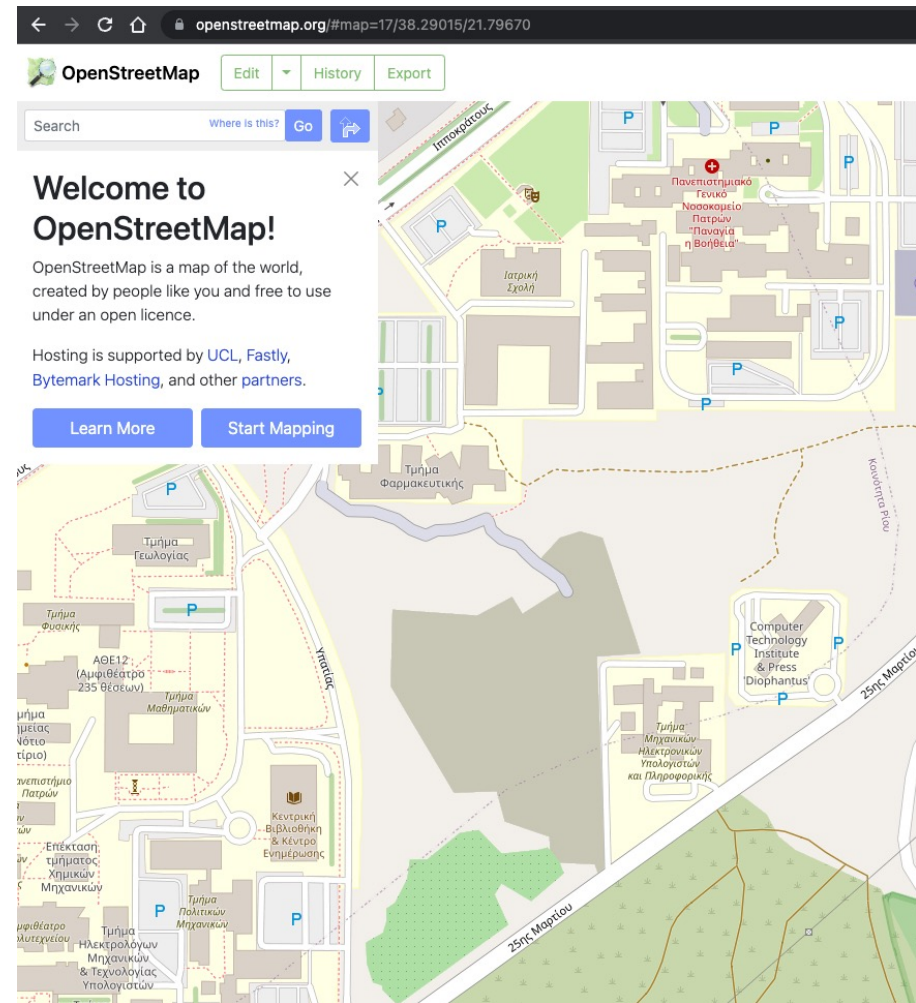 openstreetmap.org/#map=17/38.29015/21.79670
OpenStreetMap
Edit
History
Export
Search
Where is this?
Go
Welcome to
OpenStreetMap!
OpenStreetMap is a map of the world,
created by people like you and free to use
under an open licence.
Hosting is supported by UCL, Fastly,
Bytemark Hosting, and other partners.
Learn More
Start Mapping
Ιπποκράτους
P
P
P
P
Πανεπιστημιακό
Γενικό
Νοσοκομείο
Πατρών
"Παναγία
η Βοήθεια"
Ιατρική
Σχολή
P
P
P
Τμήμα
Φαρμακευτικής
Κοινότητα Ρίου
P
Τμήμα
Γεωλογίας
P
Τμήμα
Φυσικής
ΑΘΕ12
(Αμφιθέατρο
235 θέσεων)
Τμήμα
Μαθηματικών
Υπατίας
Computer
Technology
Institute
& Press
'Diophantus'
P
P
P
25ης Μαρτίου
Τμήμα
Μηχανικών
Ηλεκτρονικών
Υπολογιστών
και Πληροφορικής
Πατρών
Κεντρική
Βιβλιοθήκη
& Κέντρο
Ενημέρωσης
Επέκταση
τμήματος
Χημικών
Μηχανικών
P
Τμήμα
Πολιτικών
Μηχανικών
P
Τμήμα
Ηλεκτρολόγων
Μηχανικών
& Τεχνολογίας
Υπολογιστών
25ης Μαρτίου